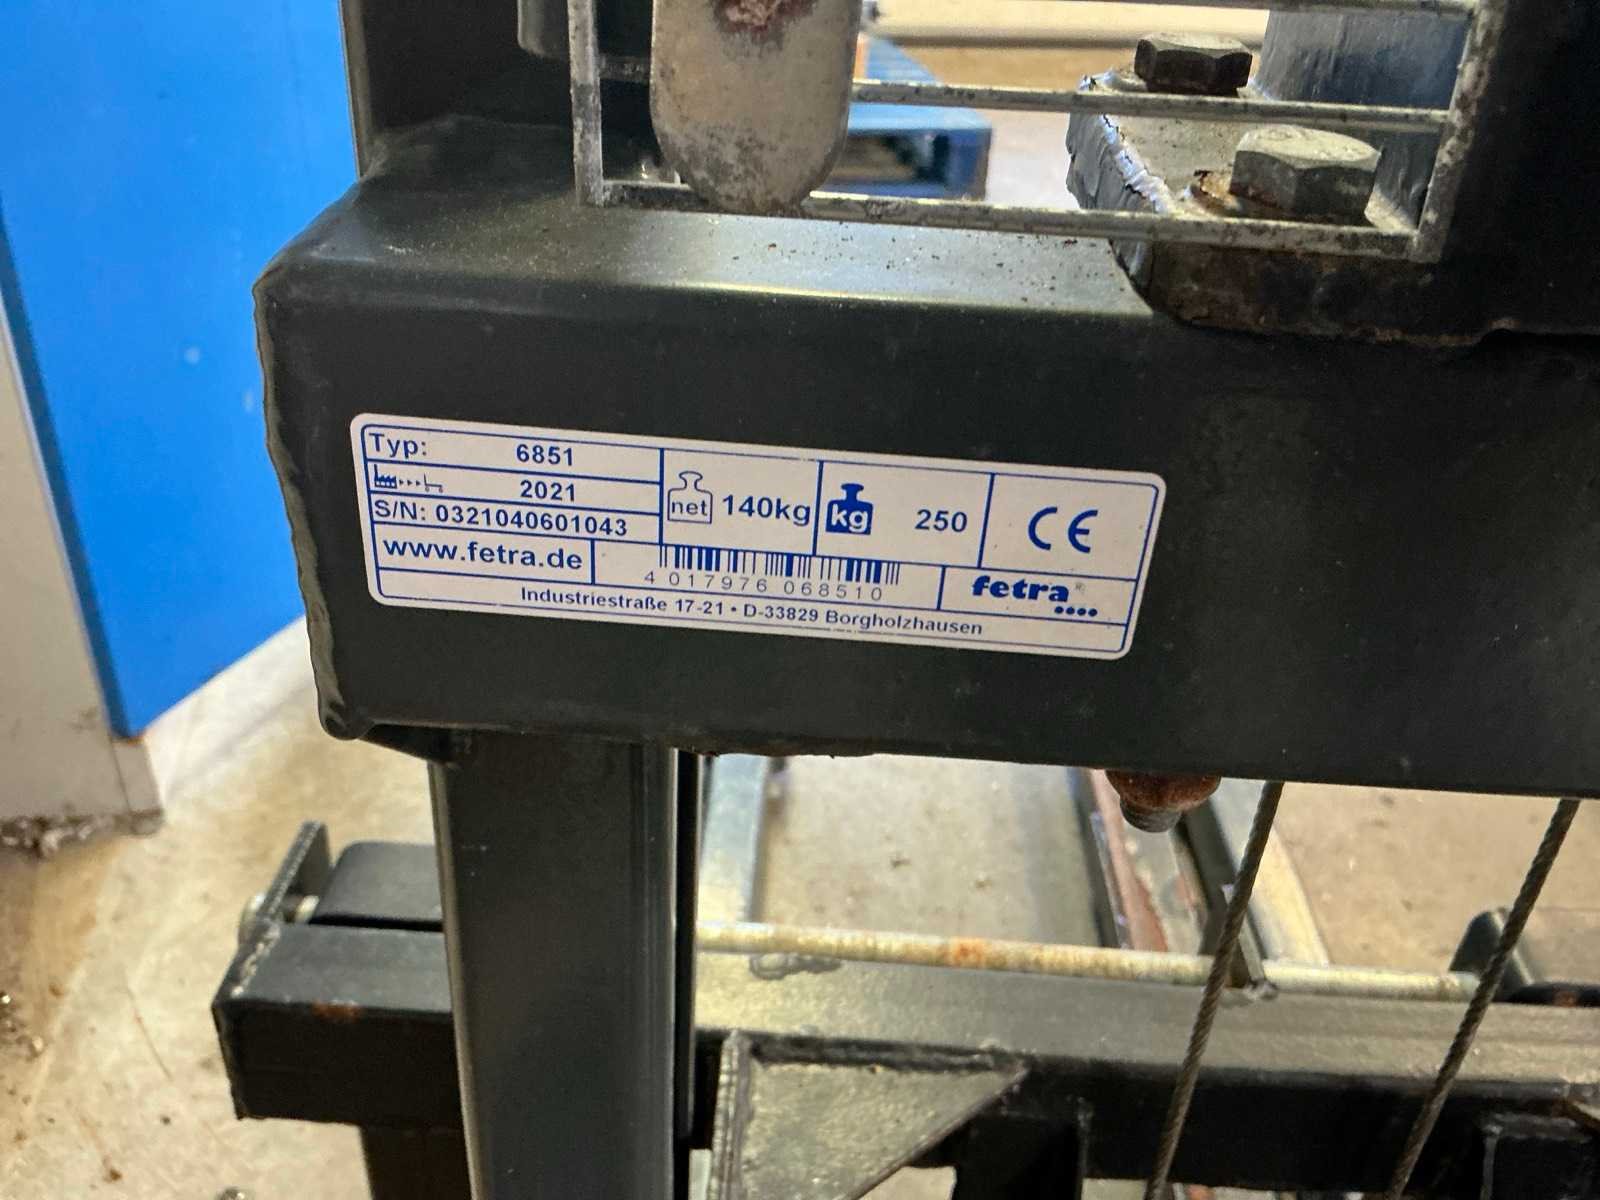 Typ: 6851
2021
S/N: 0321040601043
net 140kg
kg 250
CE
www.fetra.de
4 017976 068510
fetra®
Industriestraße 17-21 • D-33829 Borgholzhausen